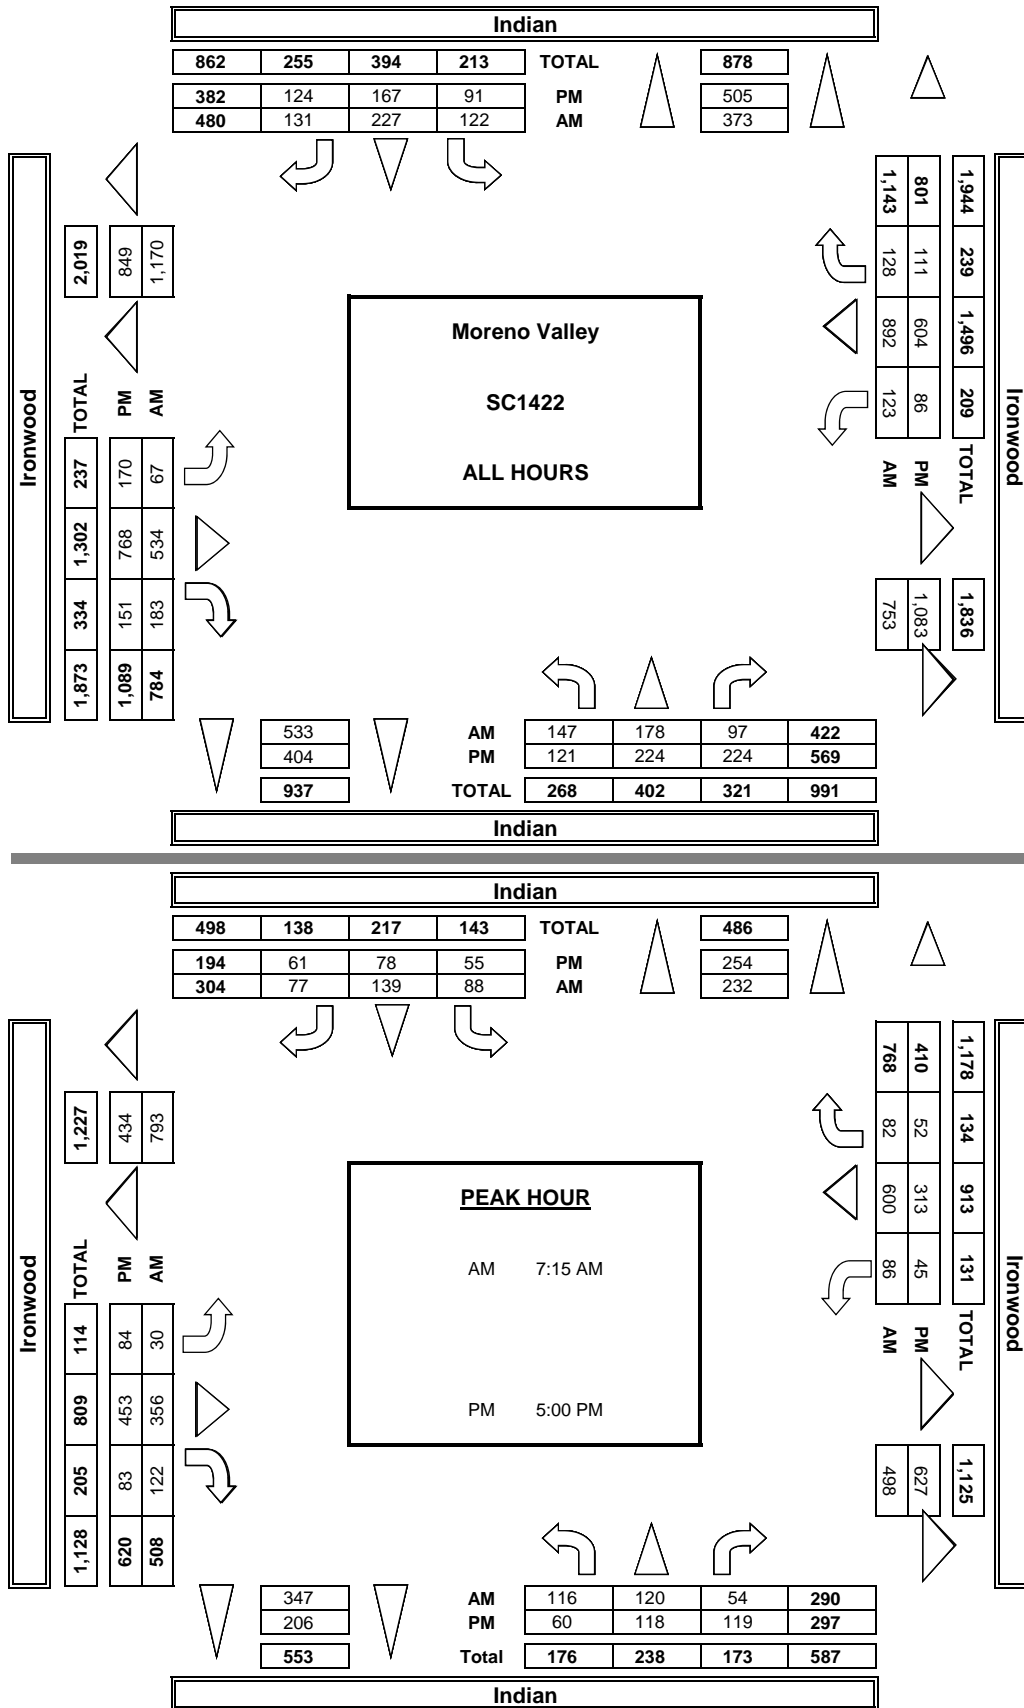 Indian
862 255 394 213 TOTAL 878
382 124 167 91 PM 505
480 131 227 122 AM 373
Ironwood
2,019 849 1,170
TOTAL PM AM
237 170 67
1,302 768 534
334 151 183
1,873 1,089 784
Moreno Valley
SC1422
ALL HOURS
1,143 801 1,944
128 111 239
892 604 1,496
123 86 209
AM PM TOTAL
753 1,083 1,836
Ironwood
533 AM 147 178 97 422
404 PM 121 224 224 569
937 TOTAL 268 402 321 991
Indian
Indian
498 138 217 143 TOTAL 486
194 61 78 55 PM 254
304 77 139 88 AM 232
Ironwood
1,227 434 793
TOTAL PM AM
114 84 30
809 453 356
205 83 122
1,128 620 508
PEAK HOUR
AM 7:15 AM
PM 5:00 PM
768 410 1,178
82 52 134
600 313 913
86 45 131
AM PM TOTAL
498 627 1,125
Ironwood
347 AM 116 120 54 290
206 PM 60 118 119 297
553 Total 176 238 173 587
Indian